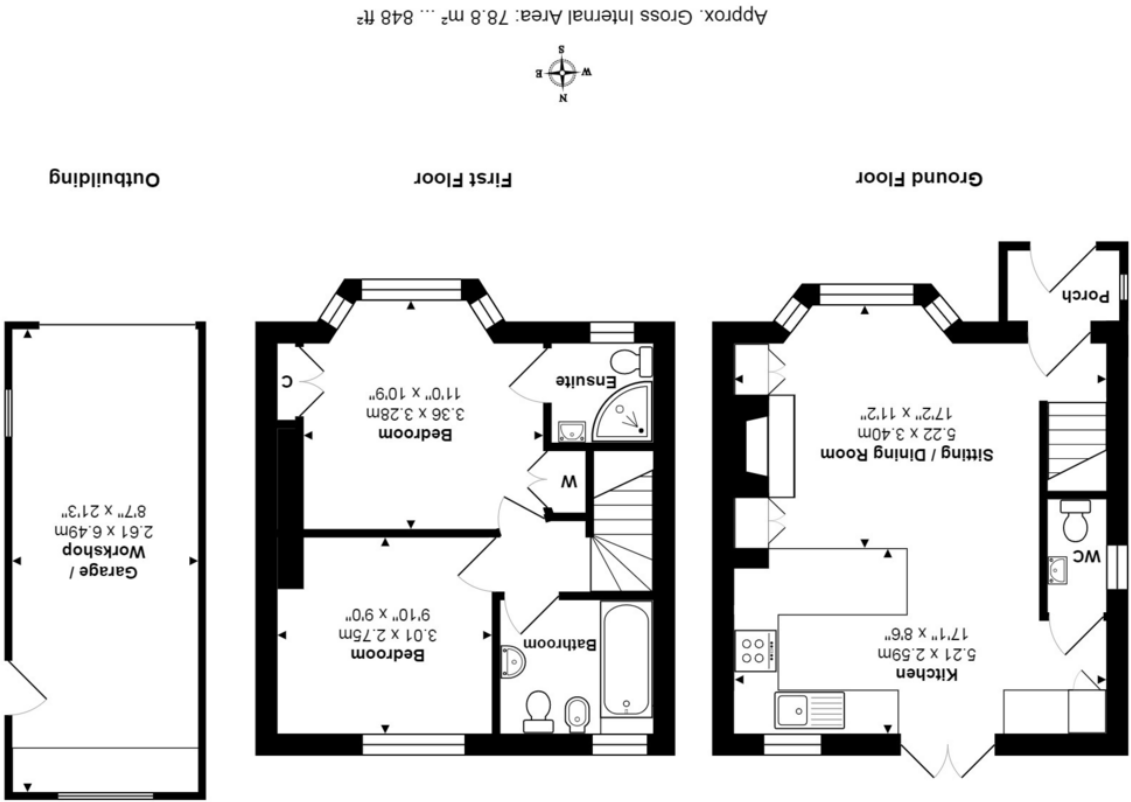 Ground Floor
Porch
Sitting / Dining Room
5.22 x 3.40m
17'2" x 11'2"
WC
Kitchen
5.21 x 2.59m
17'1" x 8'6"
First Floor
Bedroom
3.36 x 3.28m
11'0" x 10'9"
Ensuite
C
W
Bedroom
3.01 x 2.75m
9'10" x 9'0"
Bathroom
Outbuilding
Garage /
Workshop
2.61 x 6.49m
8'7" x 21'3"
N
W
E
S
Approx. Gross Internal Area: 78.8 m² ... 848 ft²